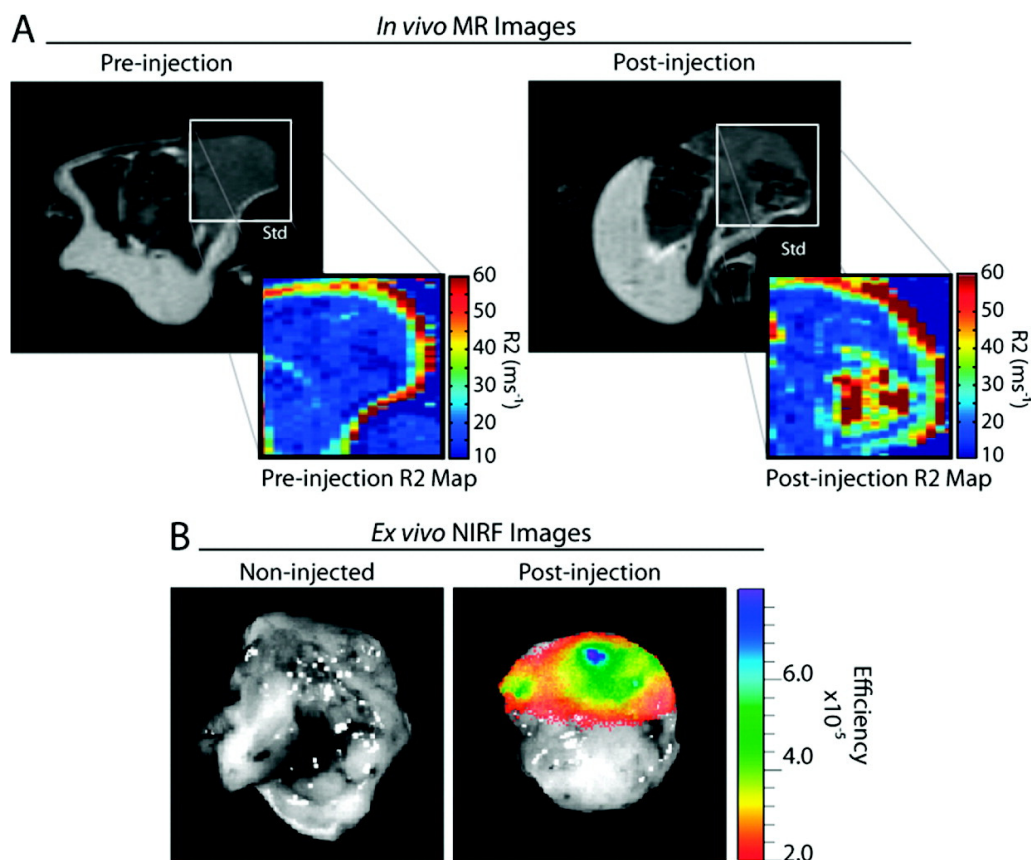 A
In vivo MR Images
Pre-injection
Post-injection
Std
Std
60
50
40
30
20
10
R2 (ms⁻¹)
60
50
40
30
20
10
R2 (ms⁻¹)
Pre-injection R2 Map
Post-injection R2 Map
B
Ex vivo NIRF Images
Non-injected
Post-injection
6.0
4.0
2.0
Efficiency
x10⁻⁵